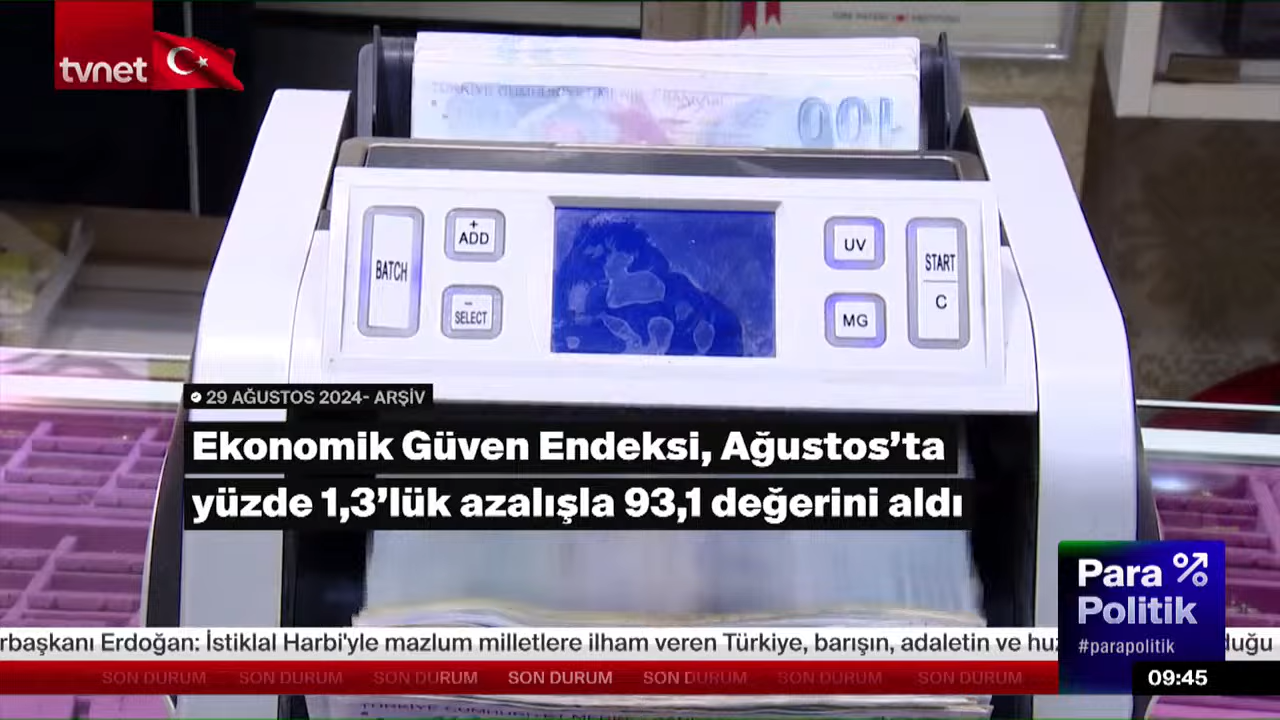 tvnet
100
BATCH
+
ADD
-
SELECT
UV
MG
START
C
29 AĞUSTOS 2024- ARŞİV
Ekonomik Güven Endeksi, Ağustos’ta
yüzde 1,3’lük azalışla 93,1 değerini aldı
Para
Politik
#parapolitik
rbaşkanı Erdoğan: İstiklal Harbi'yle mazlum milletlere ilham veren Türkiye, barışın, adaletin ve huz
duğu
SON DURUM SON DURUM SON DURUM SON DURUM SON DURUM SON DURUM SON DURUM
09:45